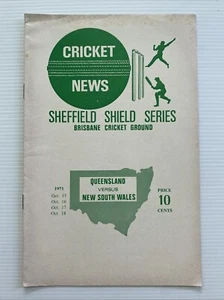 CRICKET
NEWS
SHEFFIELD SHIELD SERIES
BRISBANE CRICKET GROUND
QUEENSLAND
VERSUS
NEW SOUTH WALES
1971
Oct. 15
Oct. 16
Oct. 17
Oct. 18
PRICE
10
CENTS